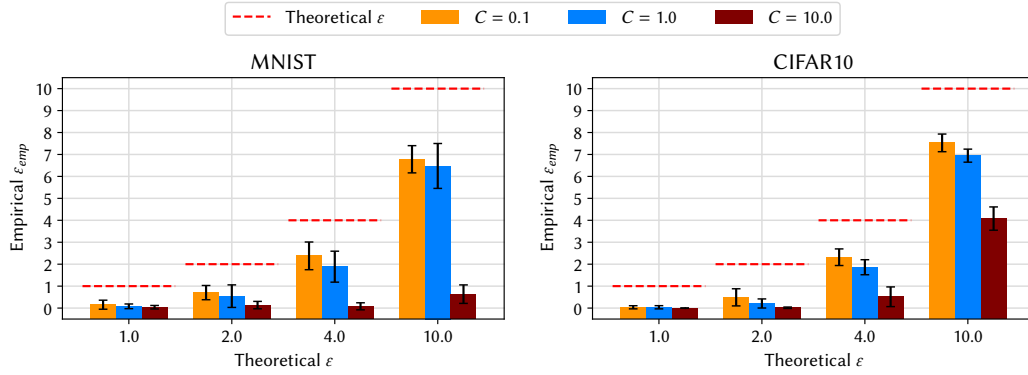 Theoretical ε C = 0.1 C = 1.0 C = 10.0
MNIST
10
9
8
7
6
5
4
3
2
1
0
Empirical ε_emp
1.0 2.0 4.0 10.0
Theoretical ε
CIFAR10
10
9
8
7
6
5
4
3
2
1
0
Empirical ε_emp
1.0 2.0 4.0 10.0
Theoretical ε